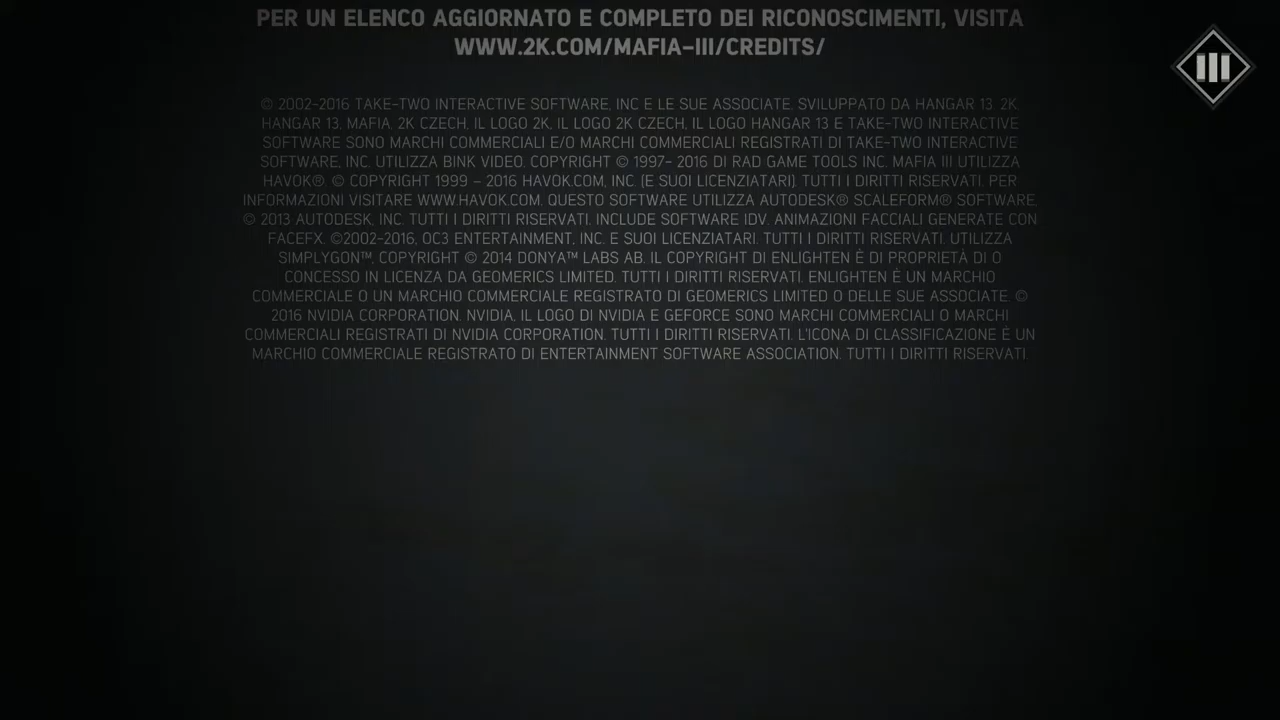 PER UN ELENCO AGGIORNATO E COMPLETO DEI RICONOSCIMENTI, VISITA
WWW.2K.COM/MAFIA-III/CREDITS/
III
© 2002-2016 TAKE-TWO INTERACTIVE SOFTWARE, INC E LE SUE ASSOCIATE. SVILUPPATO DA HANGAR 13. 2K
HANGAR 13, MAFIA, 2K CZECH, IL LOGO 2K, IL LOGO 2K CZECH, IL LOGO HANGAR 13 E TAKE-TWO INTERACTIVE
SOFTWARE SONO MARCHI COMMERCIALI E/O MARCHI COMMERCIALI REGISTRATI DI TAKE-TWO INTERACTIVE
SOFTWARE, INC. UTILIZZA BINK VIDEO, COPYRIGHT © 1997- 2016 DI RAD GAME TOOLS INC. MAFIA III UTILIZZA
HAVOK®. © COPYRIGHT 1999 – 2016 HAVOK.COM, INC. (E SUOI LICENZIATARI). TUTTI I DIRITTI RISERVATI. PER
INFORMAZIONI VISITARE WWW.HAVOK.COM. QUESTO SOFTWARE UTILIZZA AUTODESK® SCALEFORM® SOFTWARE,
© 2013 AUTODESK, INC. TUTTI I DIRITTI RISERVATI. INCLUDE SOFTWARE IDV. ANIMAZIONI FACCIALI GENERATE CON
FACEFX. ©2002-2016, OC3 ENTERTAINMENT, INC. E SUOI LICENZIATARI. TUTTI I DIRITTI RISERVATI. UTILIZZA
SIMPLYGON™, COPYRIGHT © 2014 DONYA™ LABS AB. IL COPYRIGHT DI ENLIGHTEN È DI PROPRIETÀ DI O
CONCESSO IN LICENZA DA GEOMERICS LIMITED. TUTTI I DIRITTI RISERVATI. ENLIGHTEN È UN MARCHIO
COMMERCIALE O UN MARCHIO COMMERCIALE REGISTRATO DI GEOMERICS LIMITED O DELLE SUE ASSOCIATE. ©
2016 NVIDIA CORPORATION. NVIDIA, IL LOGO DI NVIDIA E GEFORCE SONO MARCHI COMMERCIALI O MARCHI
COMMERCIALI REGISTRATI DI NVIDIA CORPORATION. TUTTI I DIRITTI RISERVATI. L'ICONA DI CLASSIFICAZIONE È UN
MARCHIO COMMERCIALE REGISTRATO DI ENTERTAINMENT SOFTWARE ASSOCIATION. TUTTI I DIRITTI RISERVATI.